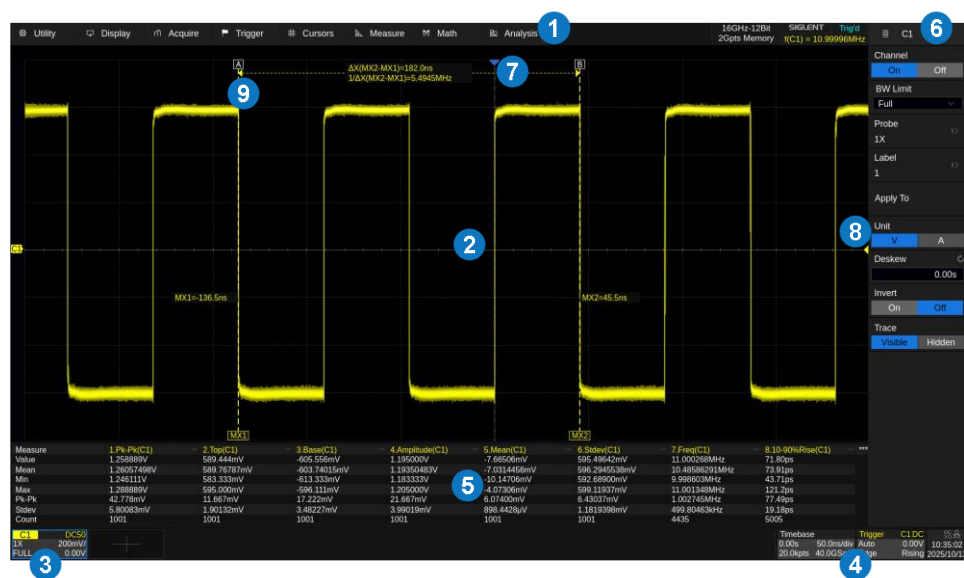 Utility Display Acquire Trigger Cursors Measure Math Analysis 1 16GHz-12Bit SIGLENT Trig'd C1 6
2Gpts Memory f(C1) = 10.99996MHz
Channel
On Off
BW Limit
Full
Probe
1X
Label
1
Apply To
Unit
V A
Deskew
0.00s
Invert
On Off
Trace
Visible Hidden
A B
ΔX(MX2-MX1)=182.0ns
1/ΔX(MX2-MX1)=5.4945MHz
7
9
C1 2 8
MX1=-136.5ns MX2=45.5ns
MX1 MX2
Measure 1.Pk-Pk(C1) 2.Top(C1) 3.Base(C1) 4.Amplitude(C1) 5.Mean(C1) 6.Stdev(C1) 7.Freq(C1) 8.10-90%Rise(C1)
Value 1.258889V 589.444mV -605.556mV 1.195000V -7.66506mV 595.49642mV 11.000268MHz 71.80ps
Mean 1.26057498V 589.76787mV -603.74015mV 1.19350483V -7.0314456mV 596.2945538mV 10.48586291MHz 73.91ps
Min 1.246111V 583.333mV -613.333mV 1.183333V -10.14706mV 592.68900mV 9.998603MHz 43.71ps
Max 1.288889V 595.000mV -596.111mV 1.205000V -4.07306mV 599.11937mV 11.001348MHz 121.2ps
Pk-Pk 42.778mV 11.667mV 17.222mV 21.667mV 6.07400mV 6.43037mV 1.002745MHz 77.49ps
Stdev 5.80083mV 1.90132mV 3.48227mV 3.99019mV 898.4428μV 1.1819398mV 499.80463kHz 19.18ps
Count 1001 1001 1001 1001 1001 1001 4435 5005
5
C1 DC50
1X 200mV/
FULL 0.00V
3
Timebase
0.00s 50.0ns/div
20.0kpts
Trigger C1 DC
Auto 0.00V
Rising
4
10:35:02